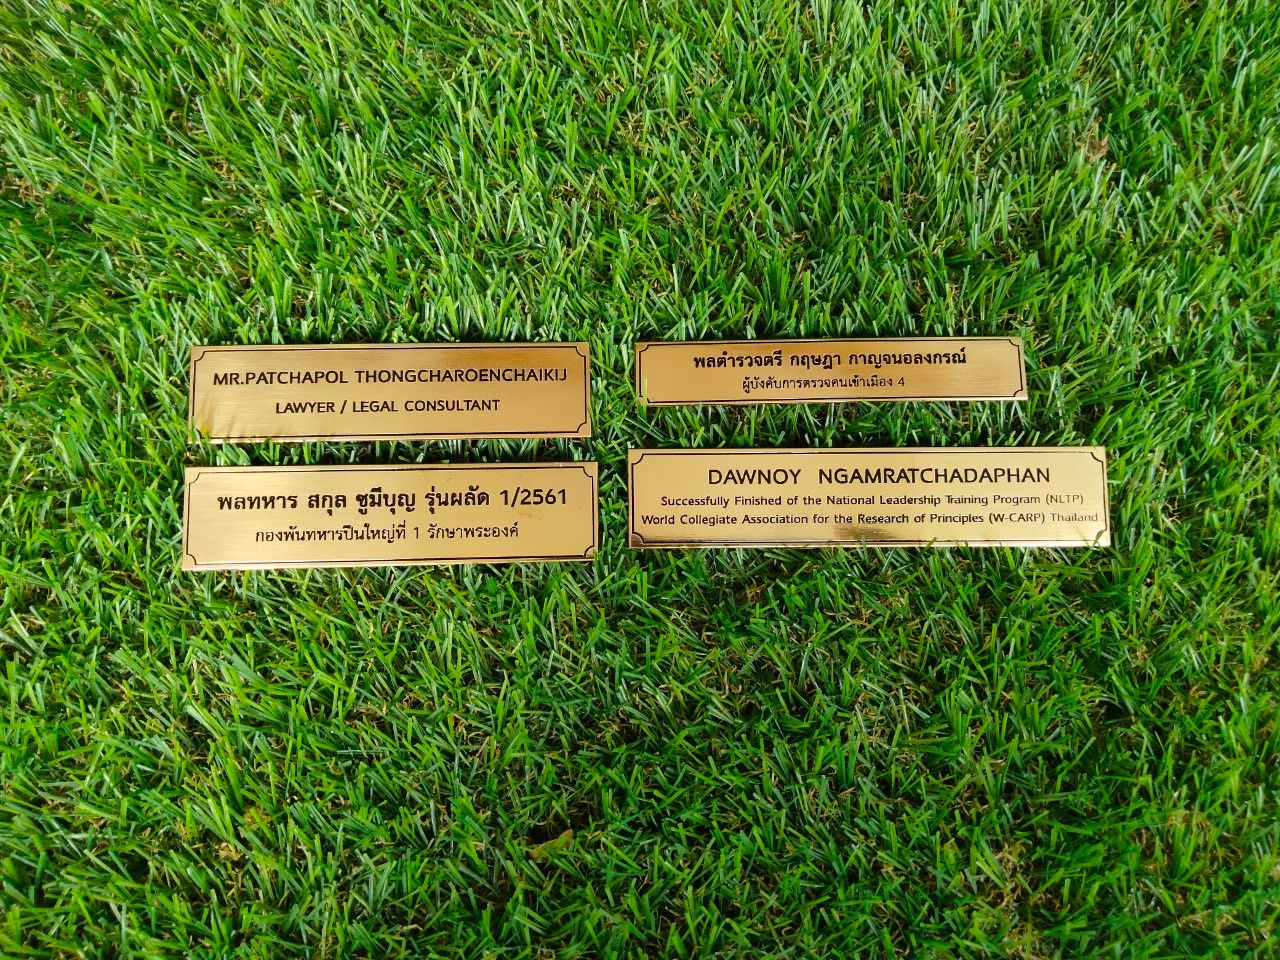 MR.PATCHAPOL THONGCHAROENCHAIKIJ
LAWYER / LEGAL CONSULTANT
พลตำรวจตรี กฤษฎา กาญจนอลงกรณ์
ผู้บังคับการตรวจคนเข้าเมือง 4
พลทหาร สกุล ซูมีบุญ รุ่นผลัด 1/2561
กองพันทหารปืนใหญ่ที่ 1 รักษาพระองค์
DAWNOY NGAMRATCHADAPHAN
Successfully Finished of the National Leadership Training Program (NLTP)
World Collegiate Association for the Research of Principles (W-CARP) Thailand